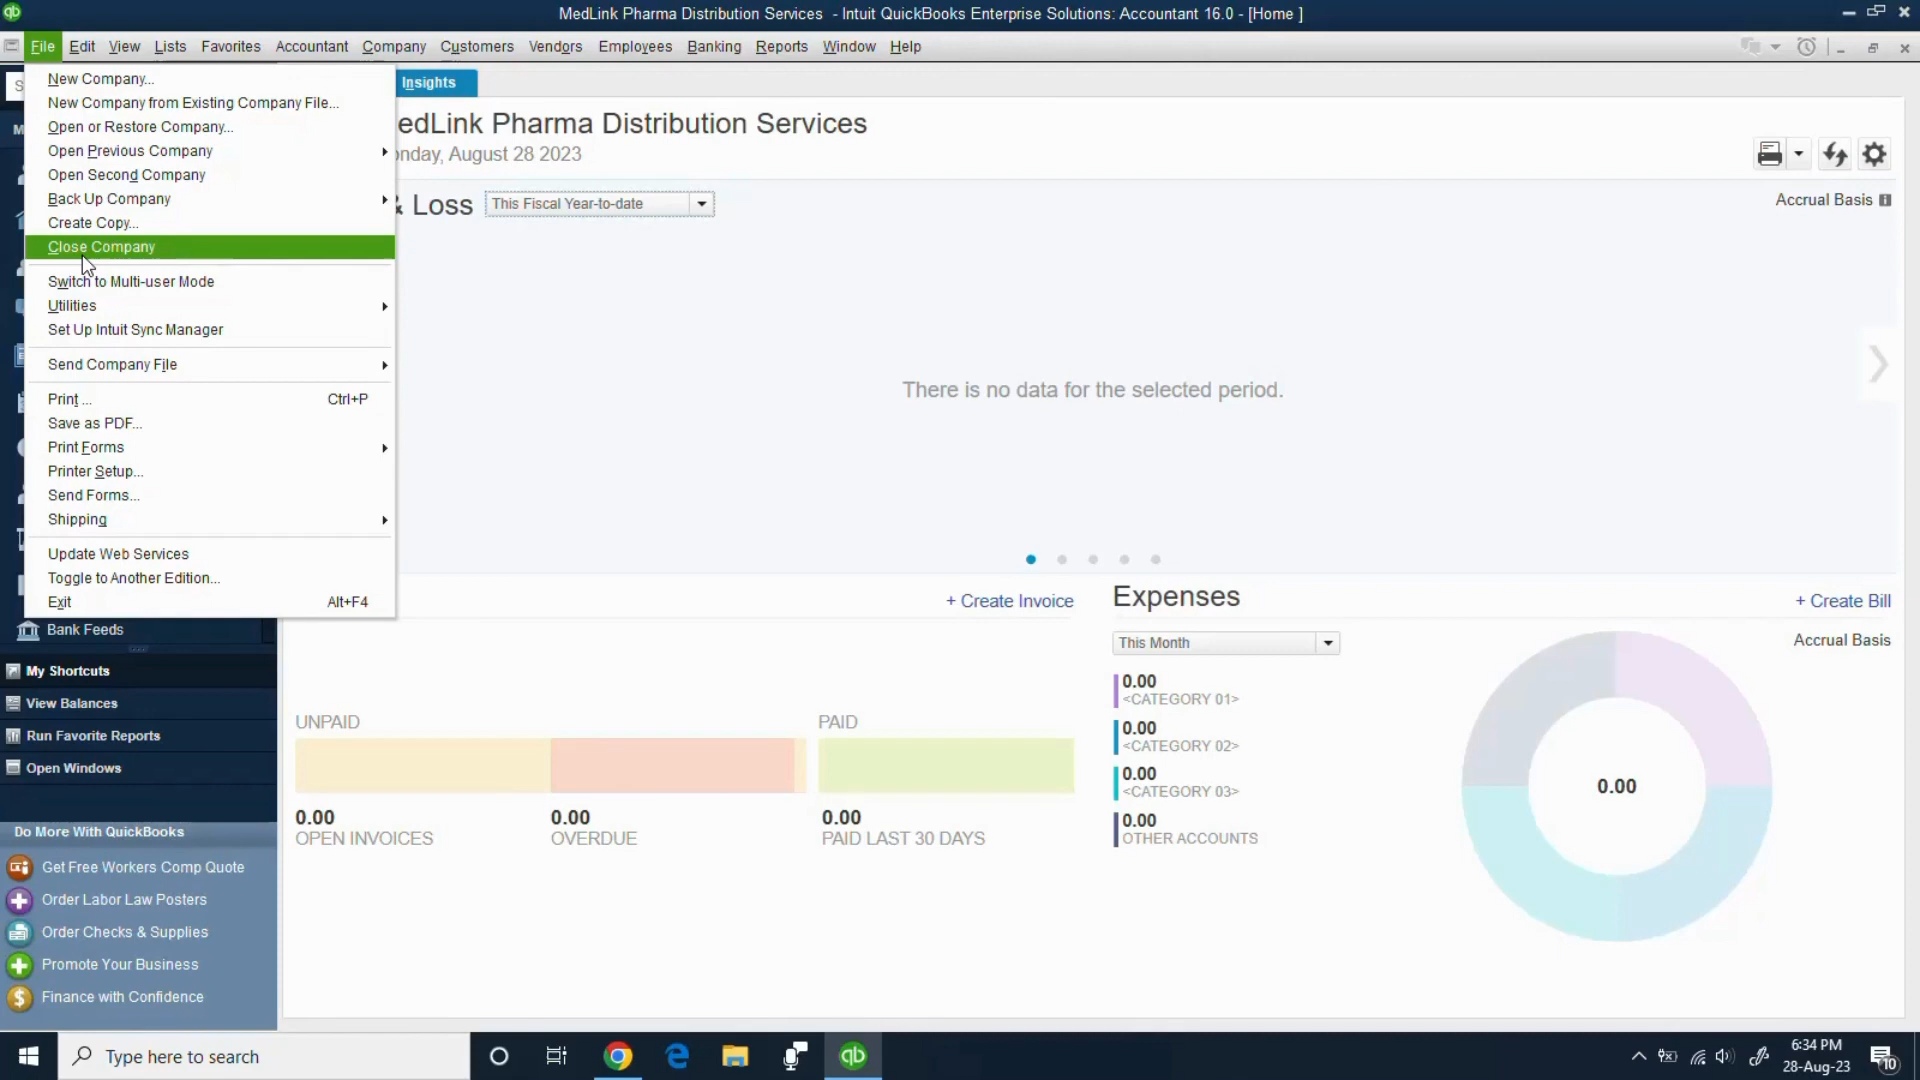 MedLink Pharma Distribution Services - Intuit QuickBooks Enterprise Solutions: Accountant 16.0 - [Home ]
File Edit View Lists Favorites Accountant Company Customers Vendors Employees Banking Reports Window Help
New Company...
New Company from Existing Company File...
Open or Restore Company...
Open Previous Company
Open Second Company
Back Up Company
Create Copy...
Close Company
Switch to Multi-user Mode
Utilities
Set Up Intuit Sync Manager
Send Company File
Print ... Ctrl+P
Save as PDF...
Print Forms
Printer Setup...
Send Forms...
Shipping
Update Web Services
Toggle to Another Edition...
Exit Alt+F4
Bank Feeds
My Shortcuts
View Balances
Run Favorite Reports
Open Windows
Do More With QuickBooks
Get Free Workers Comp Quote
Order Labor Law Posters
Order Checks & Supplies
Promote Your Business
Finance with Confidence
Insights
edLink Pharma Distribution Services
onday, August 28 2023
& Loss This Fiscal Year-to-date
Accrual Basis
There is no data for the selected period.
+ Create Invoice
UNPAID
PAID
0.00
OPEN INVOICES
0.00
OVERDUE
0.00
PAID LAST 30 DAYS
Expenses
+ Create Bill
This Month
Accrual Basis
0.00
<CATEGORY 01>
0.00
<CATEGORY 02>
0.00
<CATEGORY 03>
0.00
OTHER ACCOUNTS
0.00
Type here to search
qb
6:34 PM
28-Aug-23
10